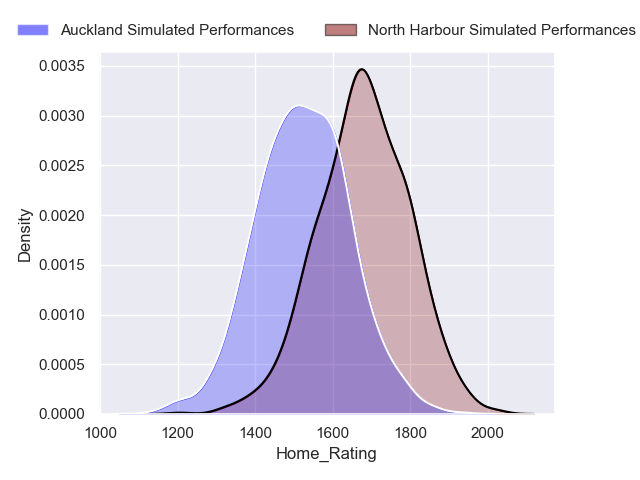 Auckland Simulated Performances North Harbour Simulated Performances
0.0035
0.0030
0.0025
0.0020
0.0015
0.0010
0.0005
0.0000
Density
1000 1200 1400 1600 1800 2000
Home_Rating